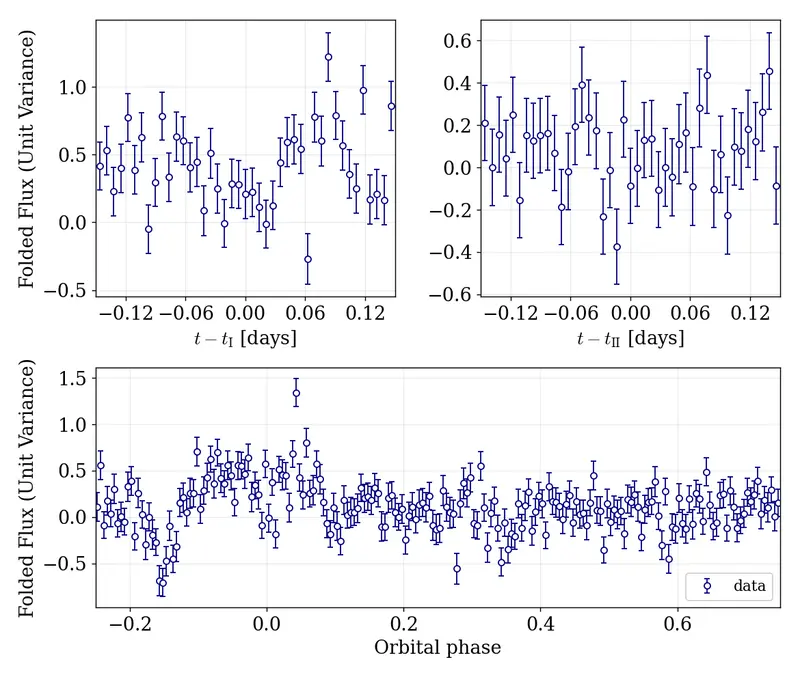 Folded Flux (Unit Variance)
1.0
0.5
0.0
−0.5
−0.12 −0.06 0.00 0.06 0.12
t − t_I [days]
0.6
0.4
0.2
0.0
−0.2
−0.4
−0.6
−0.12 −0.06 0.00 0.06 0.12
t − t_II [days]
Folded Flux (Unit Variance)
1.5
1.0
0.5
0.0
−0.5
−0.2 0.0 0.2 0.4 0.6
Orbital phase
data